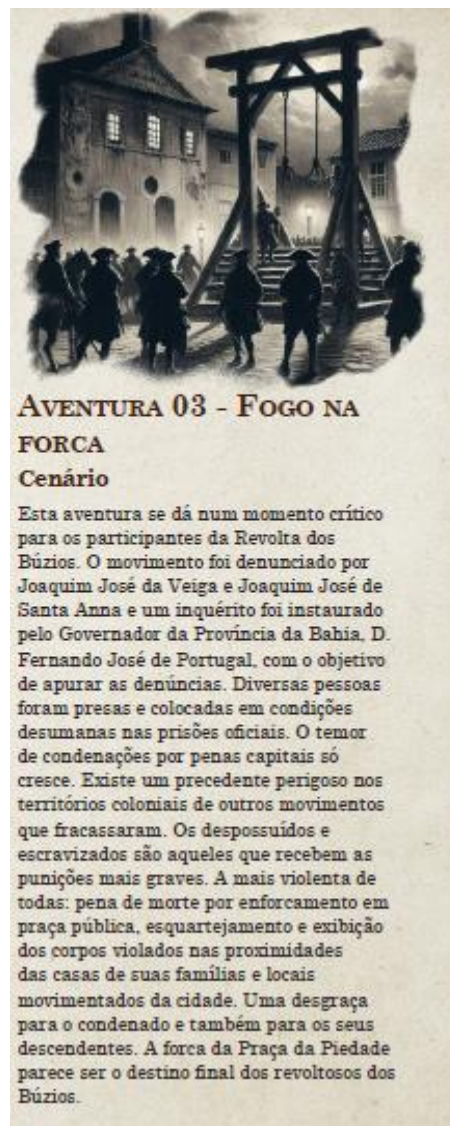 Aventura 03 - Fogo na
forca
Cenário
Esta aventura se dá num momento crítico
para os participantes da Revolta dos
Búzios. O movimento foi denunciado por
Joaquim José da Veiga e Joaquim José de
Santa Anna e um inquérito foi instaurado
pelo Governador da Província da Bahia, D.
Fernando José de Portugal, com o objetivo
de apurar as denúncias. Diversas pessoas
foram presas e colocadas em condições
desumanas nas prisões oficiais. O temor
de condenações por penas capitais só
cresce. Existe um precedente perigoso nos
territórios coloniais de outros movimentos
que fracassaram. Os despossuídos e
escravizados são aqueles que recebem as
punições mais graves. A mais violenta de
todas: pena de morte por enforcamento em
praça pública, esquartejamento e exibição
dos corpos violados nas proximidades
das casas de suas famílias e locais
movimentados da cidade. Uma desgraça
para o condenado e também para os seus
descendentes. A forca da Praça da Piedade
parece ser o destino final dos revoltosos dos
Búzios.